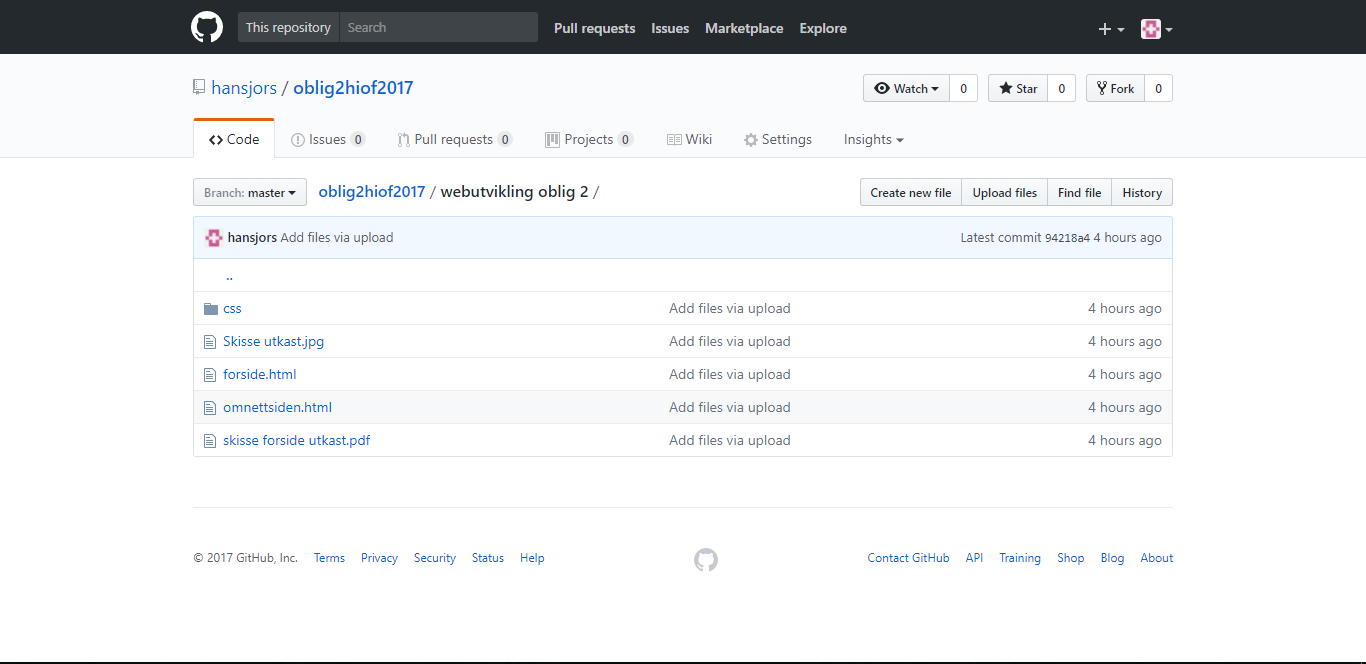 This repository Search Pull requests Issues Marketplace Explore
hansjors / oblig2hiof2017 Watch 0 Star 0 Fork 0
Code Issues 0 Pull requests 0 Projects 0 Wiki Settings Insights
Branch: master oblig2hiof2017 / webutvikling oblig 2 / Create new file Upload files Find file History
hansjors Add files via upload Latest commit 94218a4 4 hours ago
..
css Add files via upload 4 hours ago
Skisse utkast.jpg Add files via upload 4 hours ago
forside.html Add files via upload 4 hours ago
omnettsiden.html Add files via upload 4 hours ago
skisse forside utkast.pdf Add files via upload 4 hours ago
© 2017 GitHub, Inc. Terms Privacy Security Status Help Contact GitHub API Training Shop Blog About